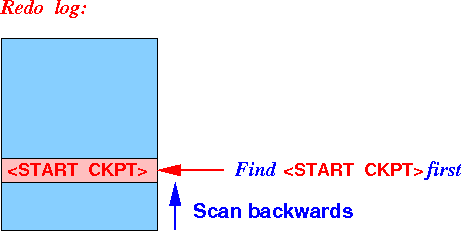 Redo log:
<START CKPT> Find <START CKPT> first
Scan backwards